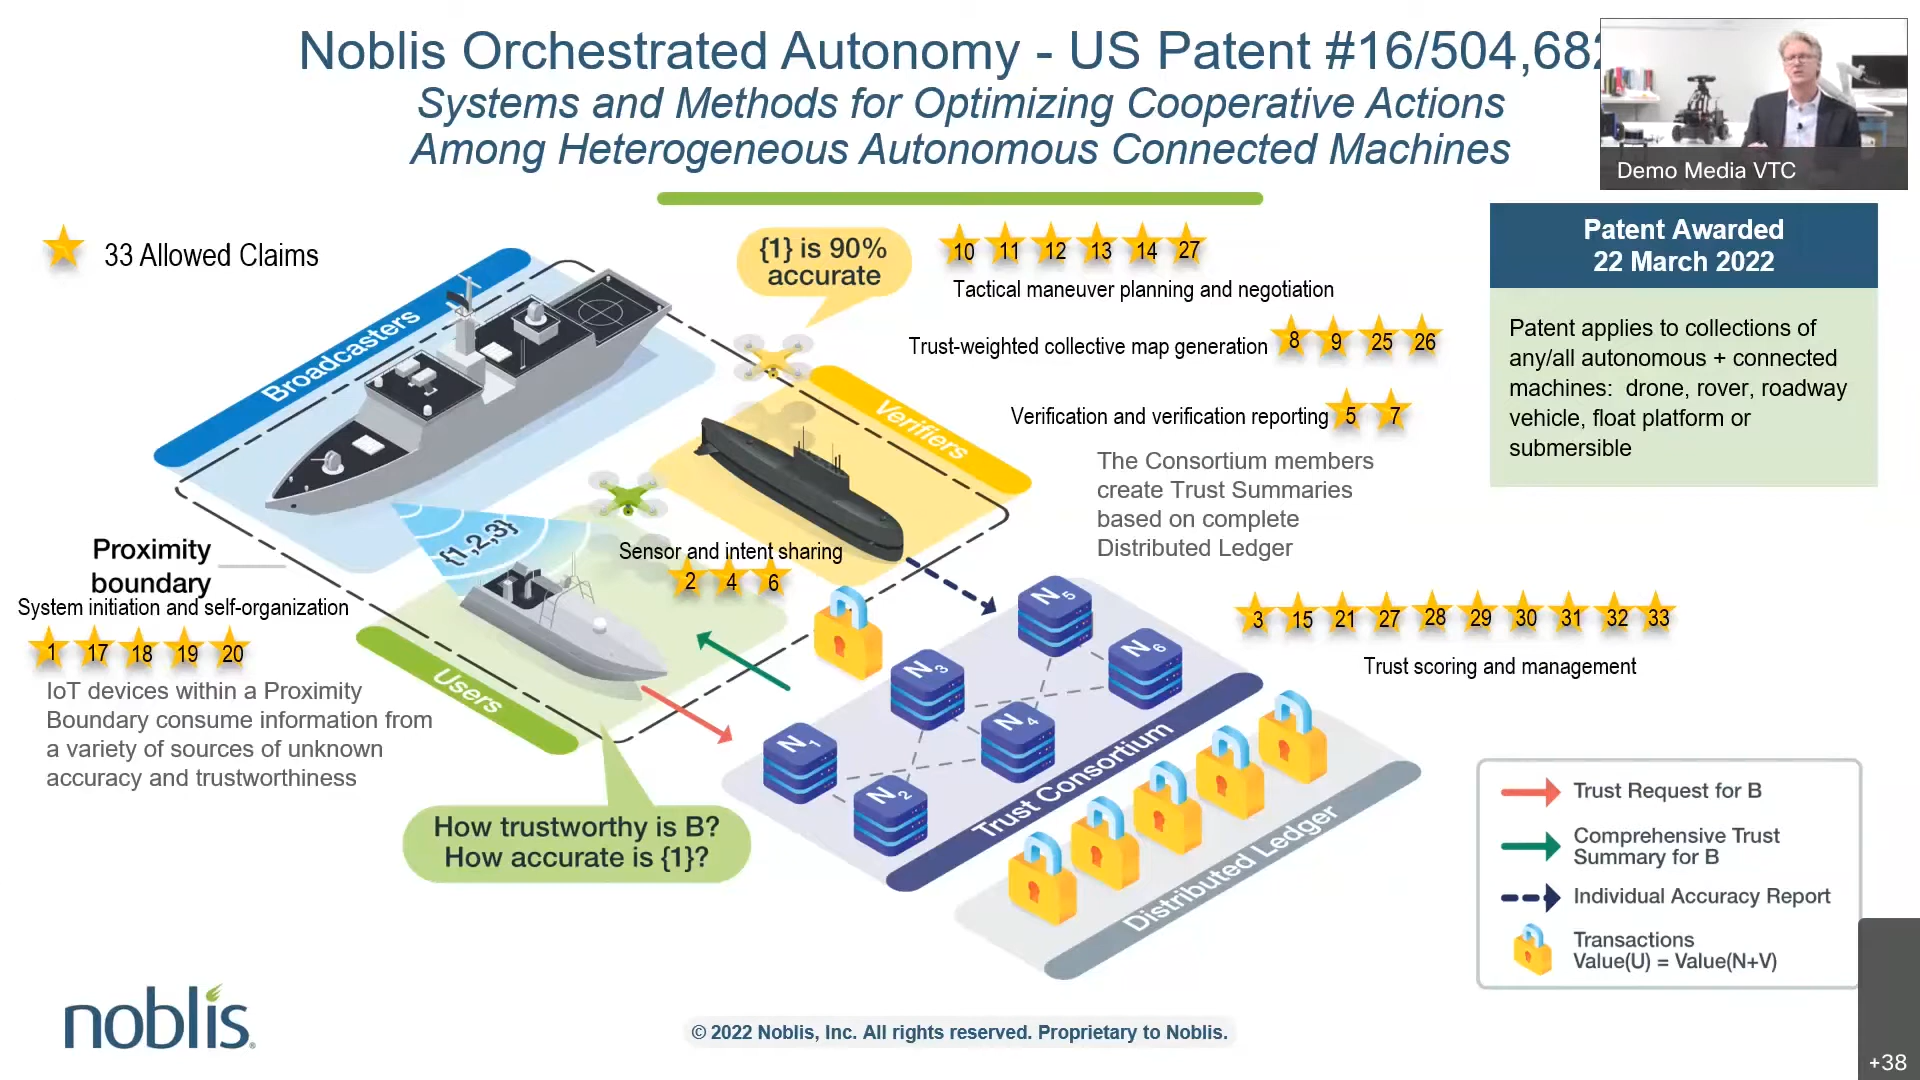 Noblis Orchestrated Autonomy - US Patent #16/504,682
Systems and Methods for Optimizing Cooperative Actions
Among Heterogeneous Autonomous Connected Machines
Demo Media VTC
33 Allowed Claims
Broadcasters
{1} is 90%
accurate
10 11 12 13 14 27
Tactical maneuver planning and negotiation
Trust-weighted collective map generation 8 9 25 26
Verification and verification reporting 5 7
Verifiers
The Consortium members
create Trust Summaries
based on complete
Distributed Ledger
Patent Awarded
22 March 2022
Patent applies to collections of
any/all autonomous + connected
machines: drone, rover, roadway
vehicle, float platform or
submersible
{1,2,3}
Proximity
boundary
Sensor and intent sharing
2 4 6
System initiation and self-organization
1 17 18 19 20
IoT devices within a Proximity
Boundary consume information from
a variety of sources of unknown
accuracy and trustworthiness
Users
How trustworthy is B?
How accurate is {1}?
N5
N6
N3
N4
N1
N2
Trust Consortium
Distributed Ledger
3 15 21 27 28 29 30 31 32 33
Trust scoring and management
Trust Request for B
Comprehensive Trust
Summary for B
Individual Accuracy Report
Transactions
Value(U) = Value(N+V)
noblis
© 2022 Noblis, Inc. All rights reserved. Proprietary to Noblis.
+38